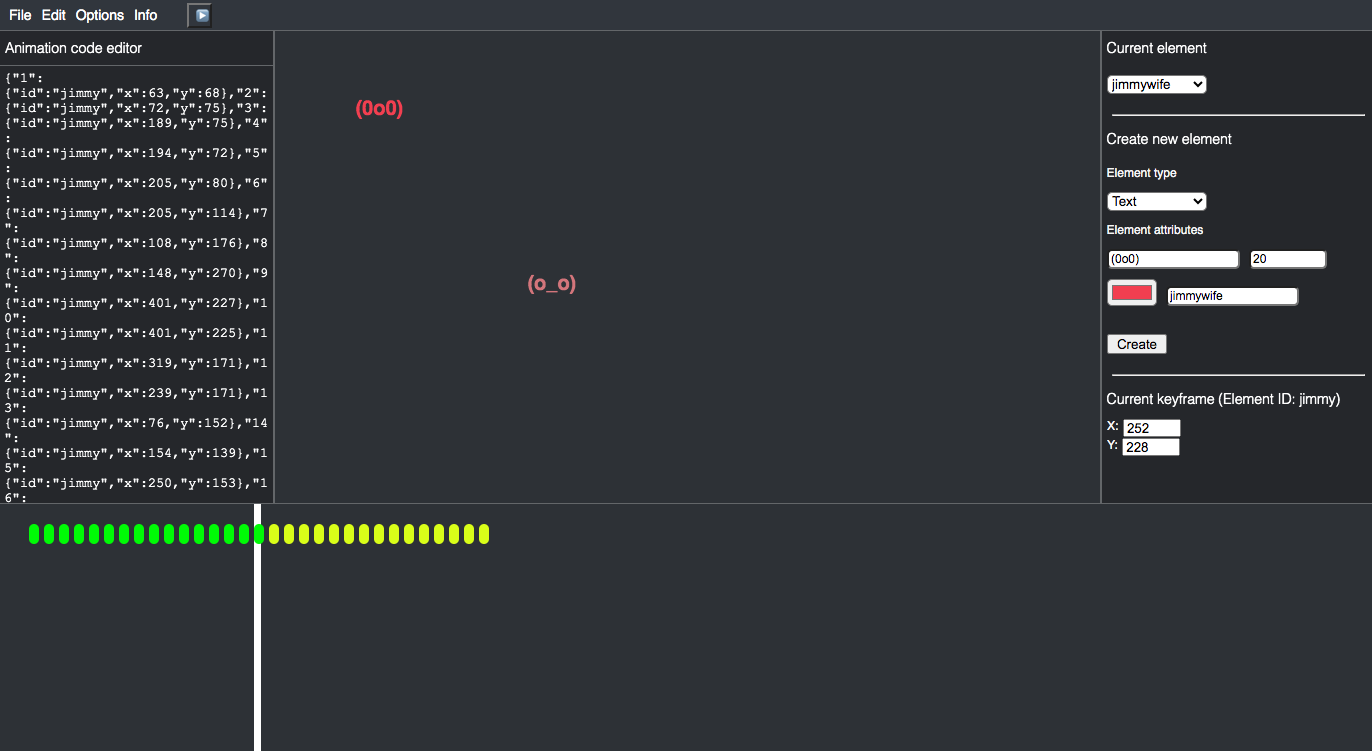 File Edit Options Info
Animation code editor
{"1":
{"id":"jimmy","x":63,"y":68},"2":
{"id":"jimmy","x":72,"y":75},"3":
{"id":"jimmy","x":189,"y":75},"4"
:
{"id":"jimmy","x":194,"y":72},"5"
:
{"id":"jimmy","x":205,"y":80},"6"
:
{"id":"jimmy","x":205,"y":114},"7
":
{"id":"jimmy","x":108,"y":176},"8
":
{"id":"jimmy","x":148,"y":270},"9
":
{"id":"jimmy","x":401,"y":227},"1
0":
{"id":"jimmy","x":401,"y":225},"1
1":
{"id":"jimmy","x":319,"y":171},"1
2":
{"id":"jimmy","x":239,"y":171},"1
3":
{"id":"jimmy","x":76,"y":152},"14
":
{"id":"jimmy","x":154,"y":139},"1
5":
{"id":"jimmy","x":250,"y":153},"1
6":
(0o0)
(o_o)
Current element
jimmywife
Create new element
Element type
Text
Element attributes
(0o0) 20
jimmywife
Create
Current keyframe (Element ID: jimmy)
X: 252
Y: 228